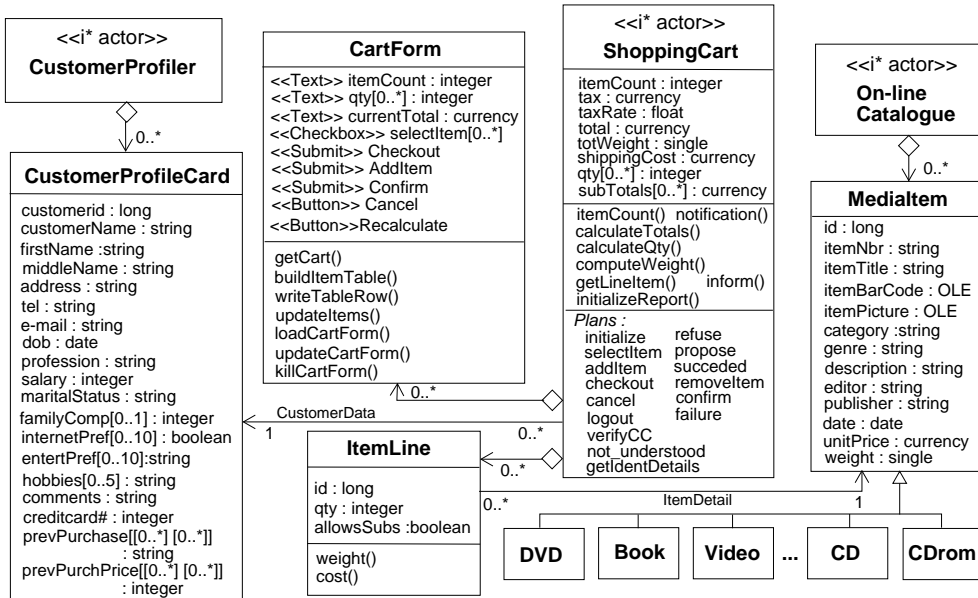 <<i* actor>>
CustomerProfiler
0..*
CustomerProfileCard
customerid : long
customerName : string
firstName :string
middleName : string
address : string
tel : string
e-mail : string
dob : date
profession : string
salary : integer
maritalStatus : string
familyComp[0..1] : integer
internetPref[0..10] : boolean
entertPref[0..10]:string
hobbies[0..5] : string
comments : string
creditcard# : integer
prevPurchase[[0..*] [0..*]]
: string
prevPurchPrice[[0..*] [0..*]]
: integer
CartForm
<<Text>> itemCount : integer
<<Text>> qty[0..*] : integer
<<Text>> currentTotal : currency
<<Checkbox>> selectItem[0..*]
<<Submit>> Checkout
<<Submit>> AddItem
<<Submit>> Confirm
<<Button>> Cancel
<<Button>>Recalculate
getCart()
buildItemTable()
writeTableRow()
updateItems()
loadCartForm()
updateCartForm()
killCartForm()
0..*
CustomerData
1
0..*
ItemLine
id : long
qty : integer
allowsSubs :boolean
weight()
cost()
0..*
<<i* actor>>
ShoppingCart
itemCount : integer
tax : currency
taxRate : float
total : currency
totWeight : single
shippingCost : currency
qty[0..*] : integer
subTotals[0..*] : currency
itemCount() notification()
calculateTotals()
calculateQty()
computeWeight()
getLineItem() inform()
initializeReport()
Plans :
initialize refuse
selectItem propose
addItem succeded
checkout removeItem
cancel confirm
logout failure
verifyCC
not_understood
getIdentDetails
0..*
ItemDetail
1
<<i* actor>>
On-line
Catalogue
0..*
MediaItem
id : long
itemNbr : string
itemTitle : string
itemBarCode : OLE
itemPicture : OLE
category :string
genre : string
description : string
editor : string
publisher : string
date : date
unitPrice : currency
weight : single
DVD
Book
Video
...
CD
CDrom